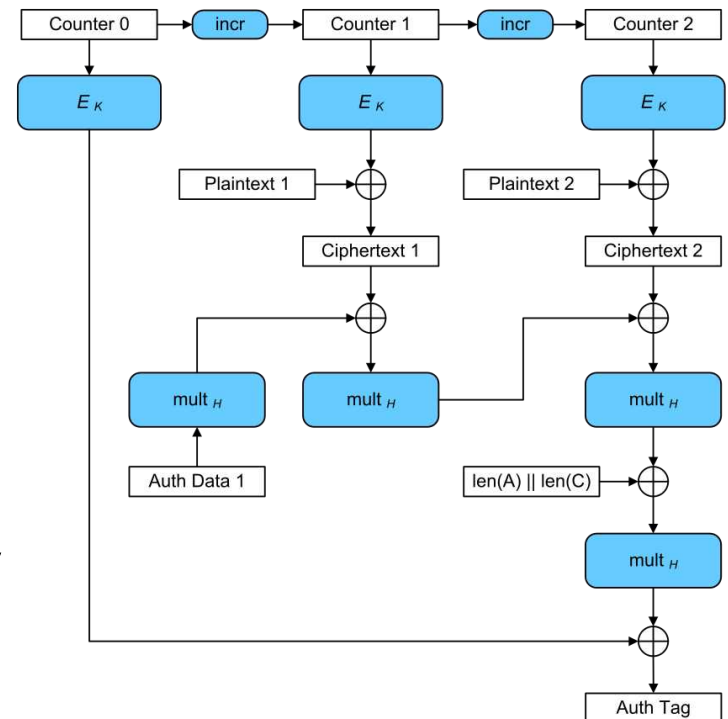 Counter 0
incr
Counter 1
incr
Counter 2
E K
E K
E K
Plaintext 1
Plaintext 2
Ciphertext 1
Ciphertext 2
mult H
mult H
mult H
Auth Data 1
len(A) || len(C)
mult H
Auth Tag